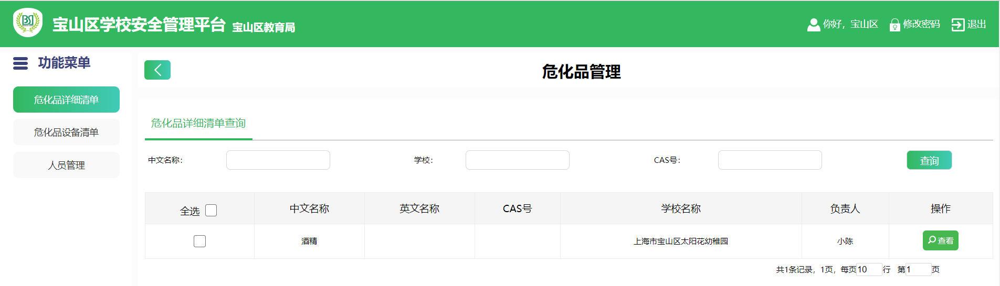 宝山区学校安全管理平台 宝山区教育局
你好，宝山区 修改密码 退出
功能菜单
危化品管理
危化品详细清单
危化品设备清单
人员管理
危化品详细清单查询
中文名称： 学校： CAS号： 查询
全选 中文名称 英文名称 CAS号 学校名称 负责人 操作
酒精 上海市宝山区太阳花幼稚园 小陈 查看
共1条记录，1页，每页10行 第1页